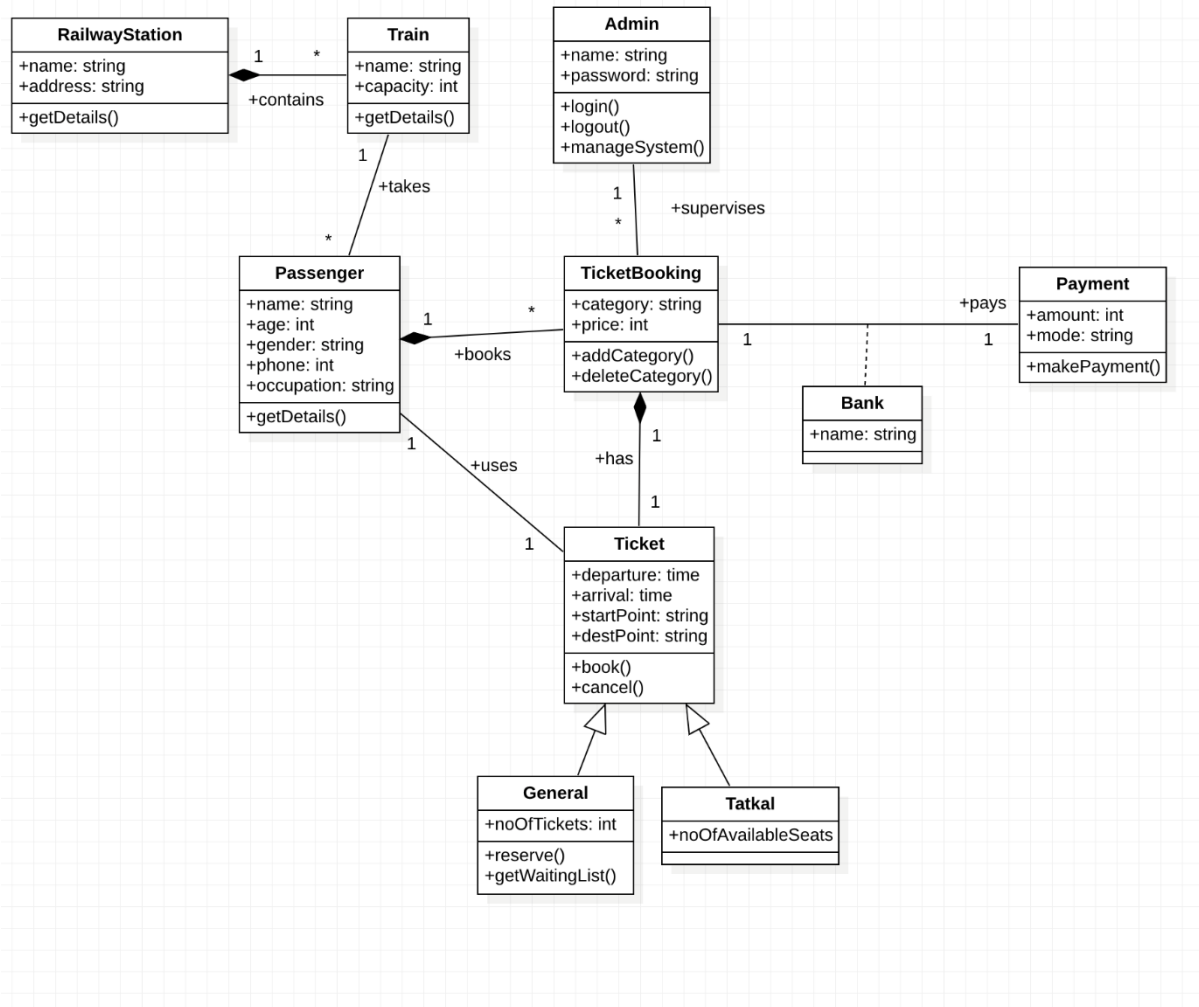 RailwayStation
+name: string
+address: string
+getDetails()
1
*
+contains
Train
+name: string
+capacity: int
+getDetails()
Admin
+name: string
+password: string
+login()
+logout()
+manageSystem()
1
+takes
*
1
*
+supervises
Passenger
+name: string
+age: int
+gender: string
+phone: int
+occupation: string
+getDetails()
1
*
+books
TicketBooking
+category: string
+price: int
+addCategory()
+deleteCategory()
1
+pays
1
Payment
+amount: int
+mode: string
+makePayment()
Bank
+name: string
1
+uses
1
1
+has
1
Ticket
+departure: time
+arrival: time
+startPoint: string
+destPoint: string
+book()
+cancel()
General
+noOfTickets: int
+reserve()
+getWaitingList()
Tatkal
+noOfAvailableSeats